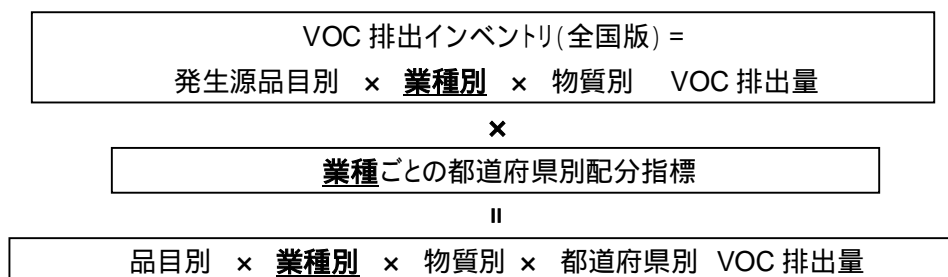 VOC 排出インベントリ(全国版) =
発生源品目別 × 業種別 × 物質別 VOC 排出量
×
業種ごとの都道府県別配分指標
=
品目別 × 業種別 × 物質別 × 都道府県別 VOC 排出量